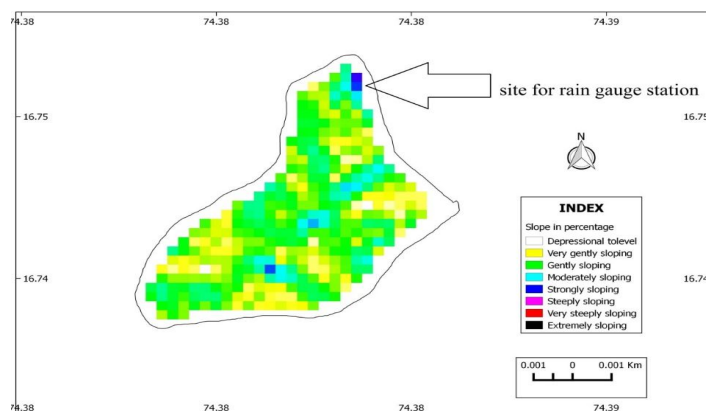 74.38 74.38 74.38 74.39
16.75 16.75
site for rain gauge station
INDEX
Slope in percentage
Depressional tolevel
Very gently sloping
Gently sloping
Moderately sloping
Strongly sloping
Steeply sloping
Very steeply sloping
Extremely sloping
16.74 16.74
0.001 0 0.001 Km
74.38 74.38 74.38 74.39